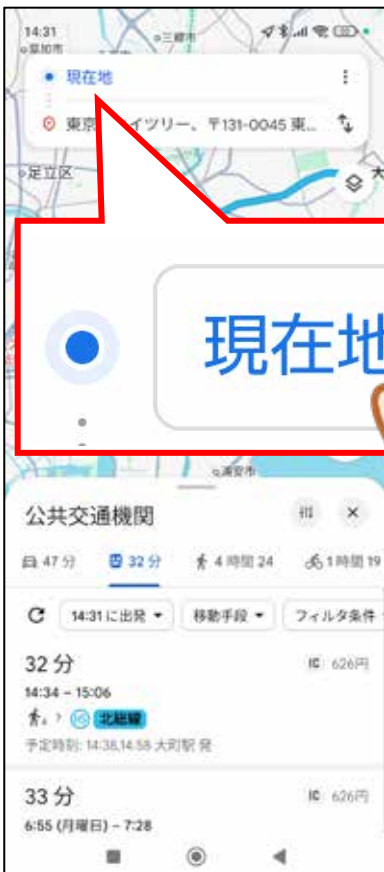 14:31
草加市
三郷市
現在地
東京 イツリー、〒131-0045 東...
足立区
現在地
浦安市
公共交通機関
47 分
32 分
4 時間 24
1 時間 19
14:31 に出発
移動手段
フィルタ条件
32 分
IC 626円
14:34 – 15:06
北総線
予定時刻: 14:38,14:58 大町駅 発
33 分
IC 626円
6:55 (月曜日) – 7:28